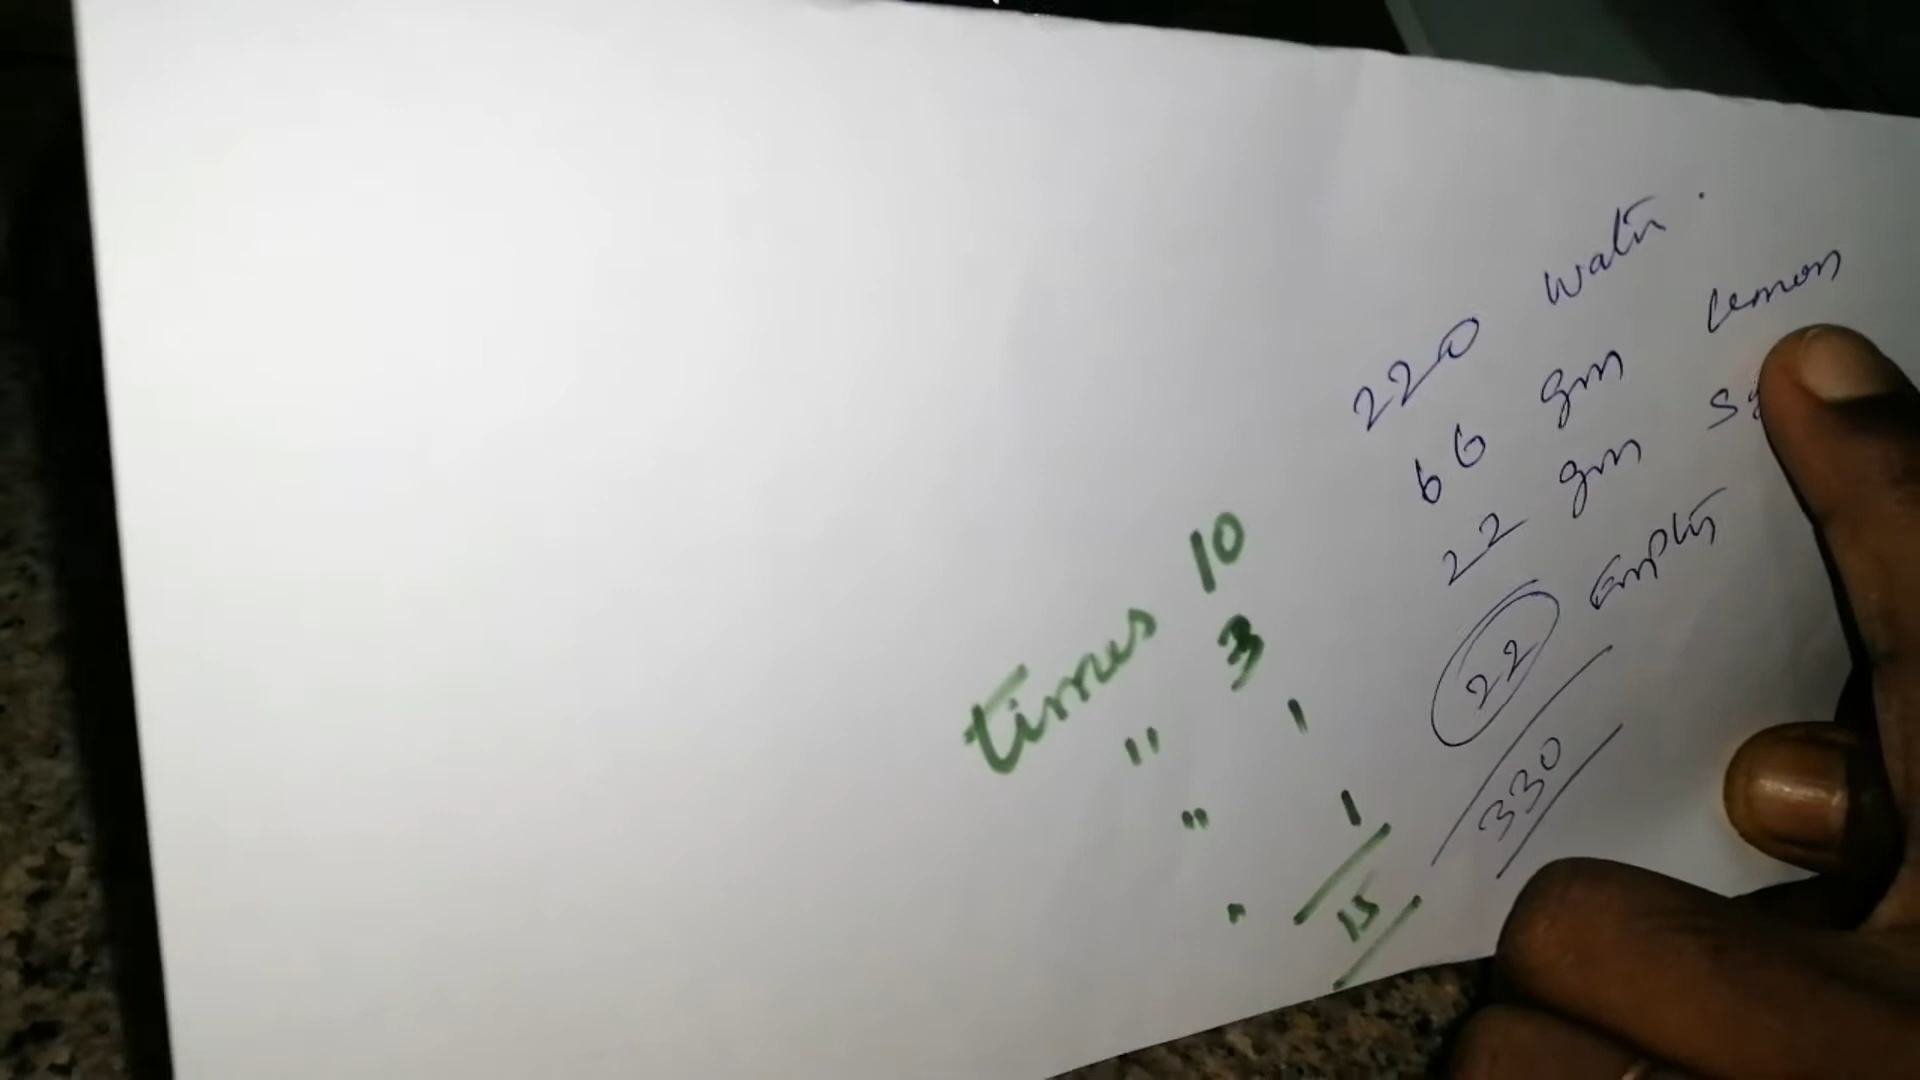 220 water.
66 gm lemon
22 gm
22 empty
330
times 10
" 3
" 1
" 1
15